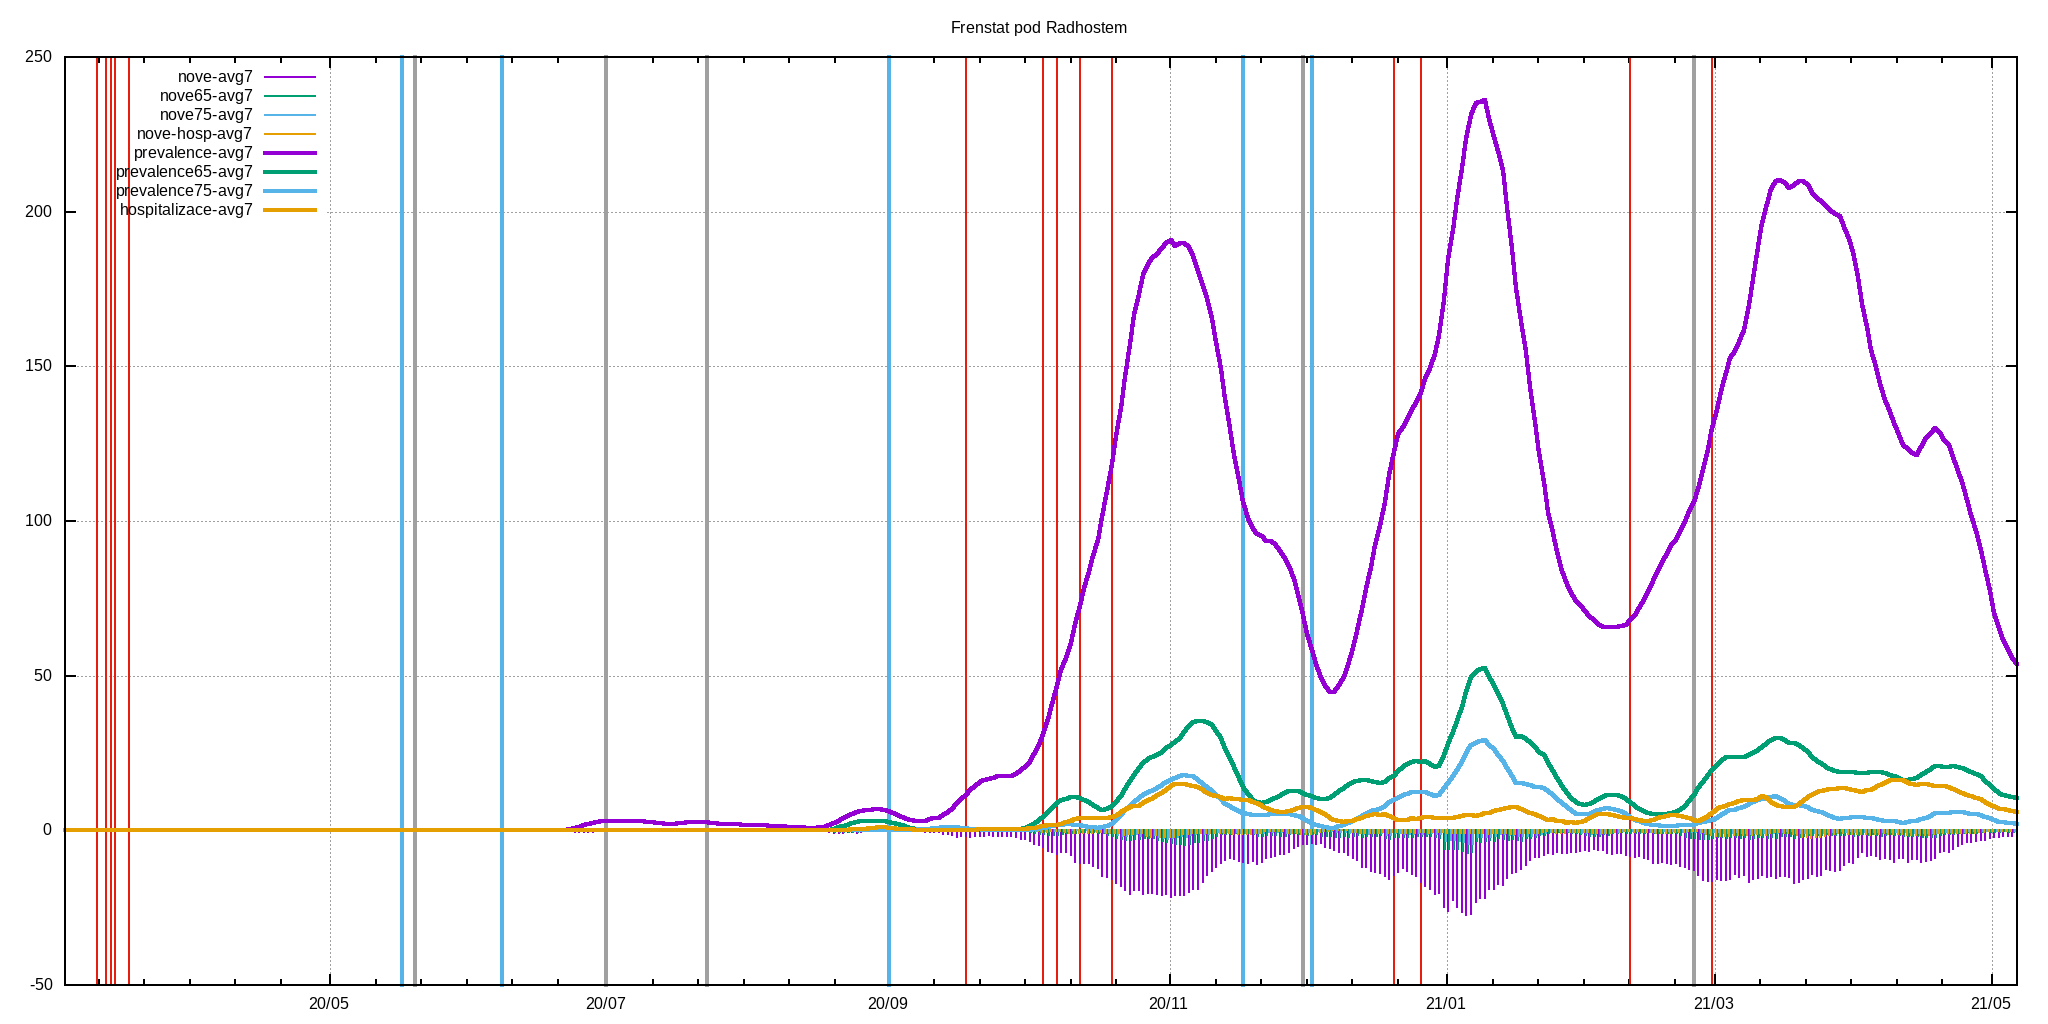 Frenstat pod Radhostem
250
200
150
100
50
0
-50
nove-avg7
nove65-avg7
nove75-avg7
nove-hosp-avg7
prevalence-avg7
prevalence65-avg7
prevalence75-avg7
hospitalizace-avg7
20/05 20/07 20/09 20/11 21/01 21/03 21/05